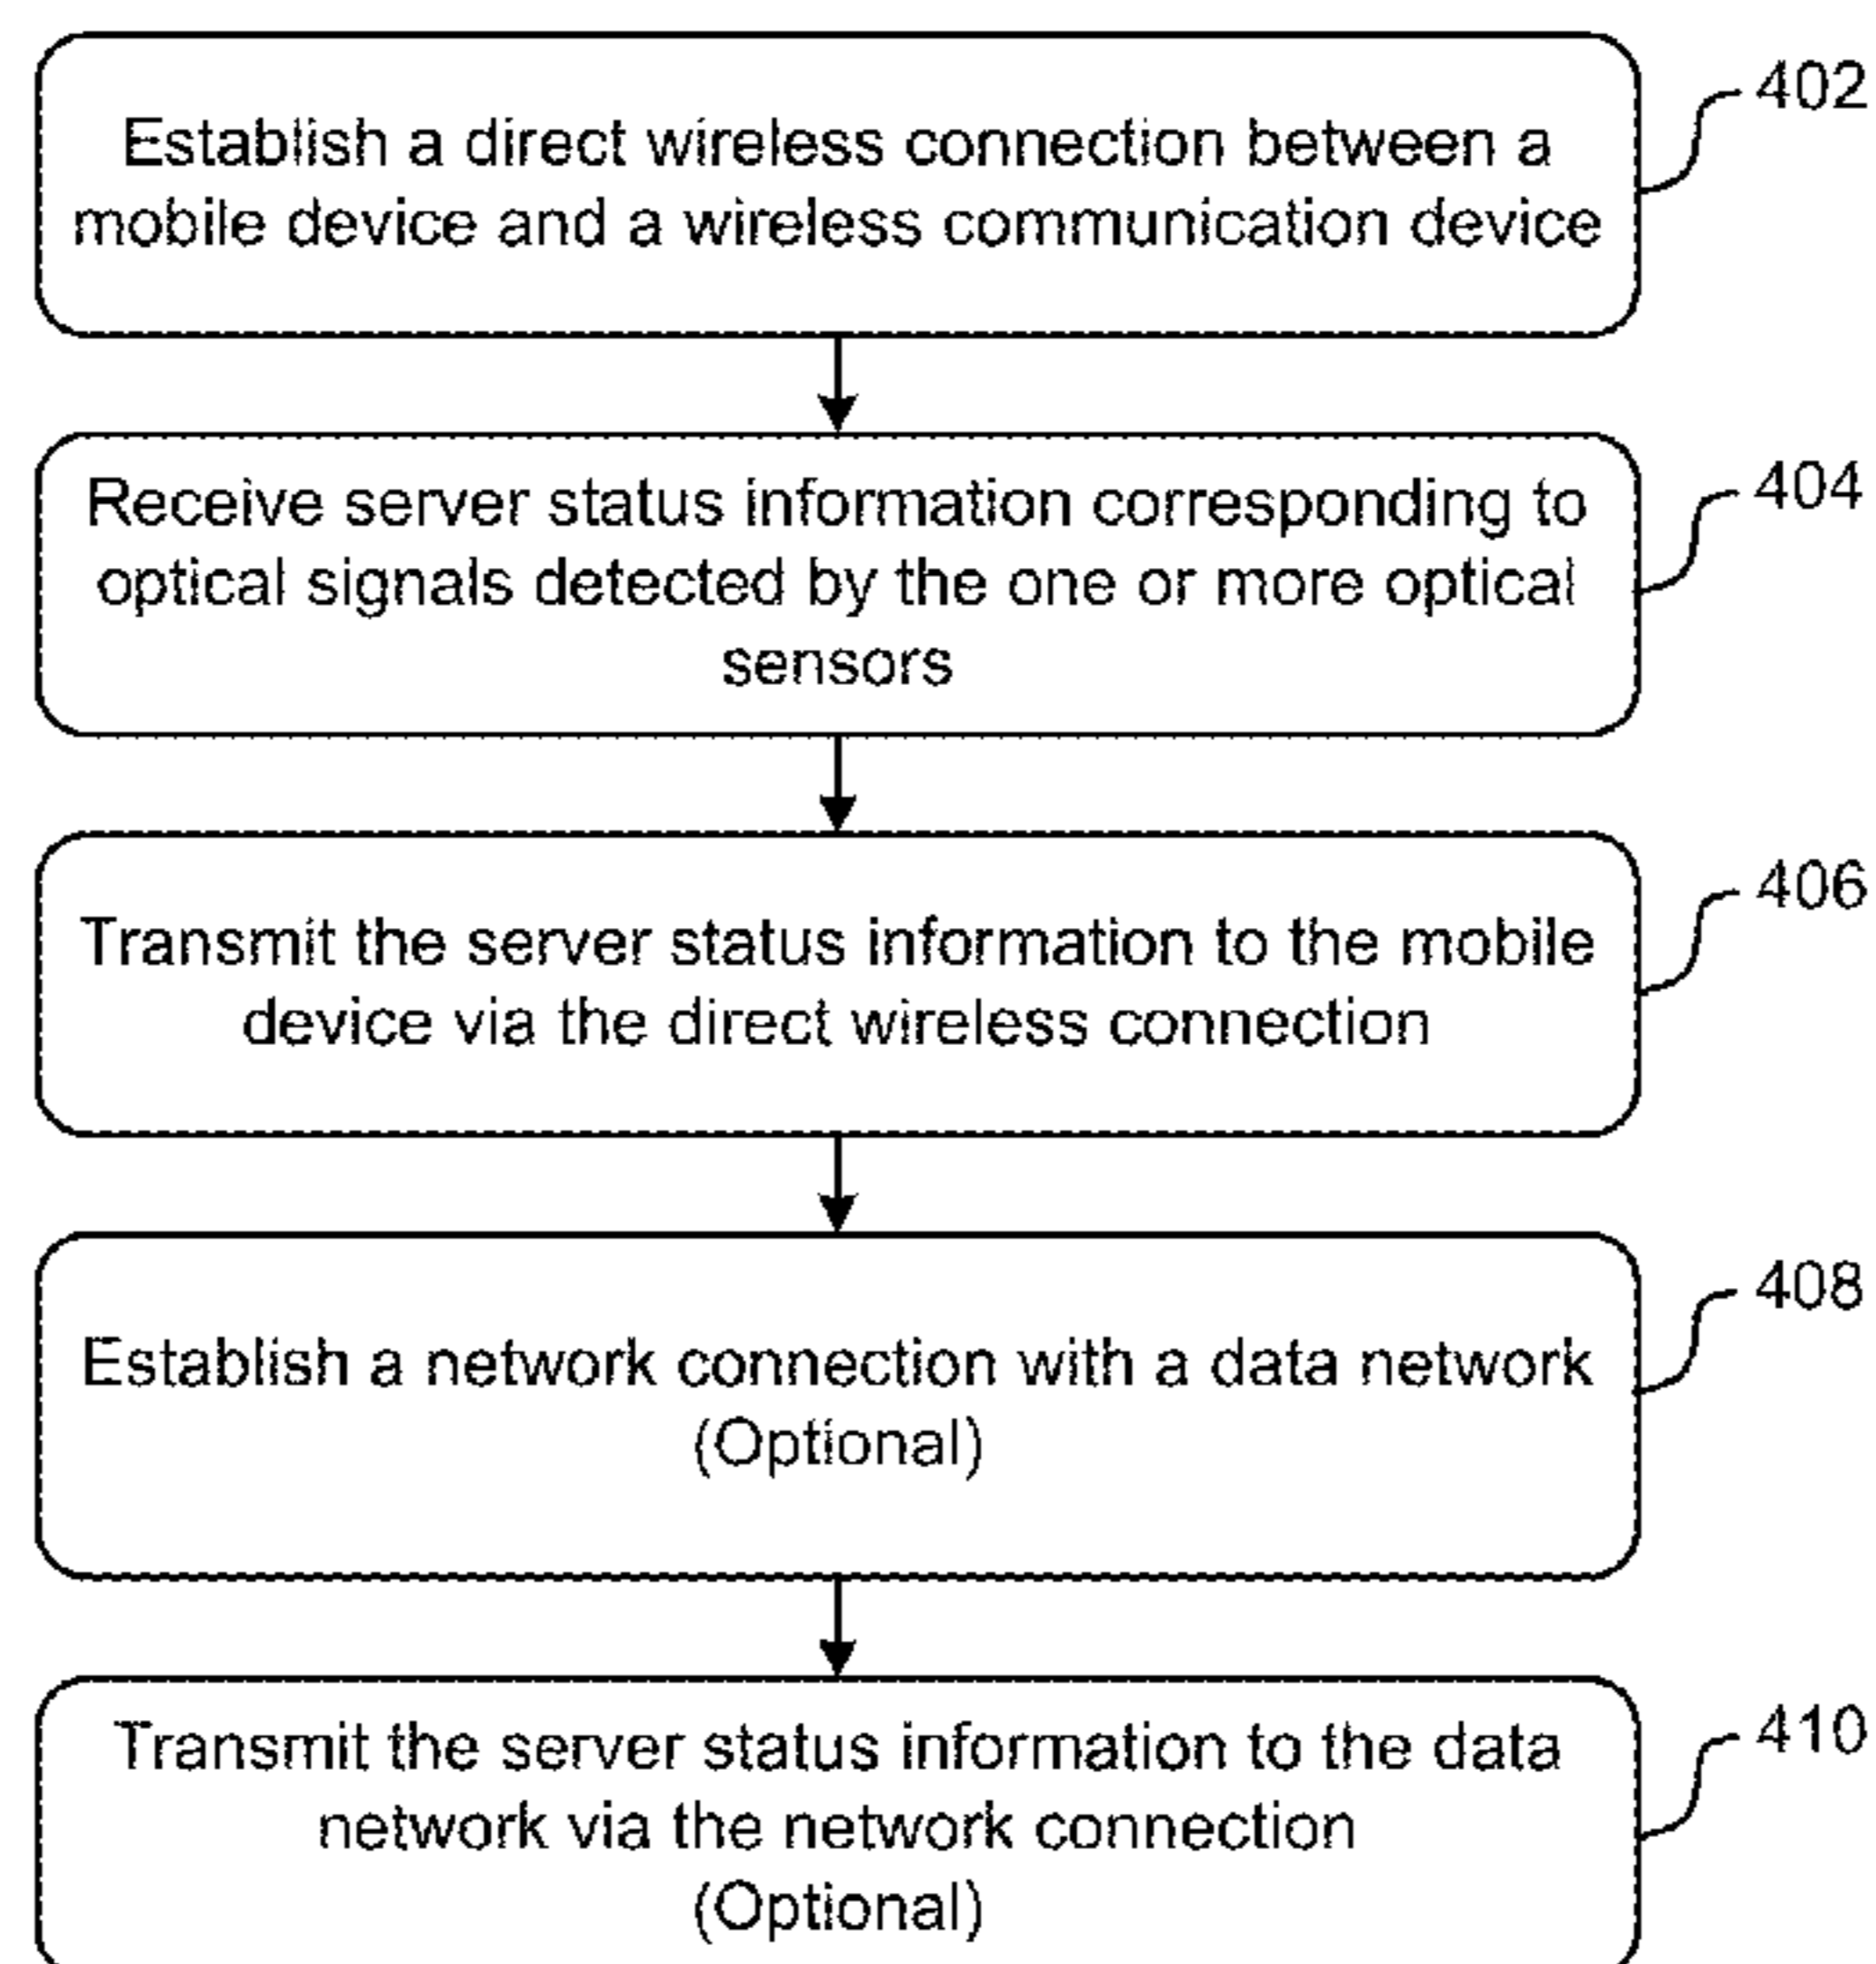 402
Establish a direct wireless connection between a
mobile device and a wireless communication device
404
Receive server status information corresponding to
optical signals detected by the one or more optical
sensors
406
Transmit the server status information to the mobile
device via the direct wireless connection
408
Establish a network connection with a data network
(Optional)
410
Transmit the server status information to the data
network via the network connection
(Optional)